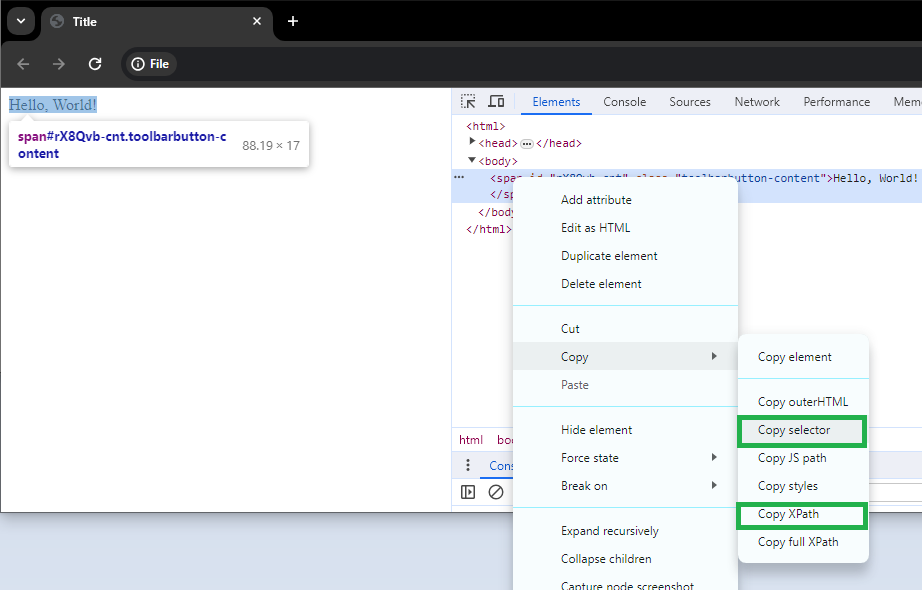 Title
File
Hello, World!
span#rX8Qvb-cnt.toolbarbutton-c
ontent
88.19 × 17
Elements Console Sources Network Performance Mem
<html>
<head> ⋯ </head>
<body>
<span id="rX8Qvb-cnt" class="toolbarbutton-content">Hello, World!
</sp
</body
</html>
Add attribute
Edit as HTML
Duplicate element
Delete element
Cut
Copy
Paste
Hide element
Force state
Break on
Expand recursively
Collapse children
Capture node screenshot
Copy element
Copy outerHTML
Copy selector
Copy JS path
Copy styles
Copy XPath
Copy full XPath
html bo
Cons